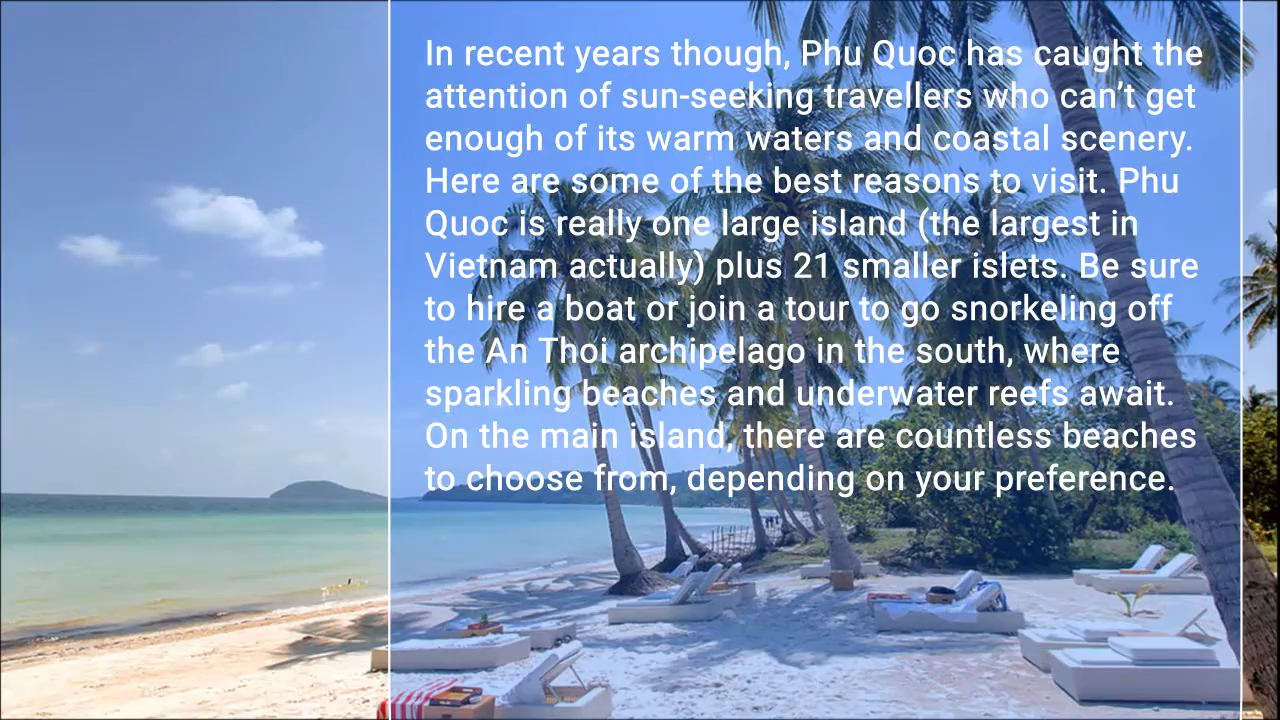 In recent years though, Phu Quoc has caught the
attention of sun-seeking travellers who can’t get
enough of its warm waters and coastal scenery.
Here are some of the best reasons to visit. Phu
Quoc is really one large island (the largest in
Vietnam actually) plus 21 smaller islets. Be sure
to hire a boat or join a tour to go snorkeling off
the An Thoi archipelago in the south, where
sparkling beaches and underwater reefs await.
On the main island, there are countless beaches
to choose from, depending on your preference.